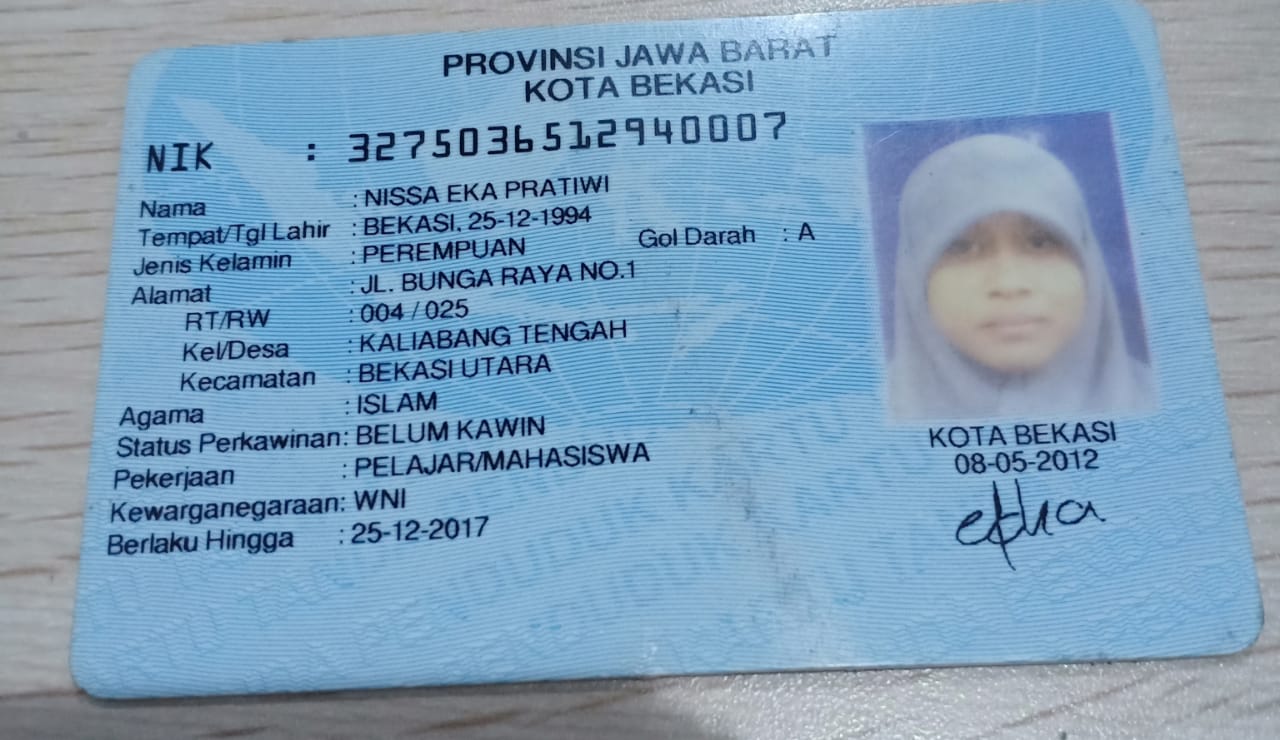 PROVINSI JAWA BARAT
KOTA BEKASI
NIK : 3275036512940007
Nama : NISSA EKA PRATIWI
Tempat/Tgl Lahir : BEKASI, 25-12-1994
Jenis Kelamin : PEREMPUAN Gol Darah : A
Alamat : JL. BUNGA RAYA NO.1
RT/RW : 004 / 025
Kel/Desa : KALIABANG TENGAH
Kecamatan : BEKASI UTARA
Agama : ISLAM
Status Perkawinan: BELUM KAWIN
Pekerjaan : PELAJAR/MAHASISWA
Kewarganegaraan: WNI
Berlaku Hingga : 25-12-2017
KOTA BEKASI
08-05-2012